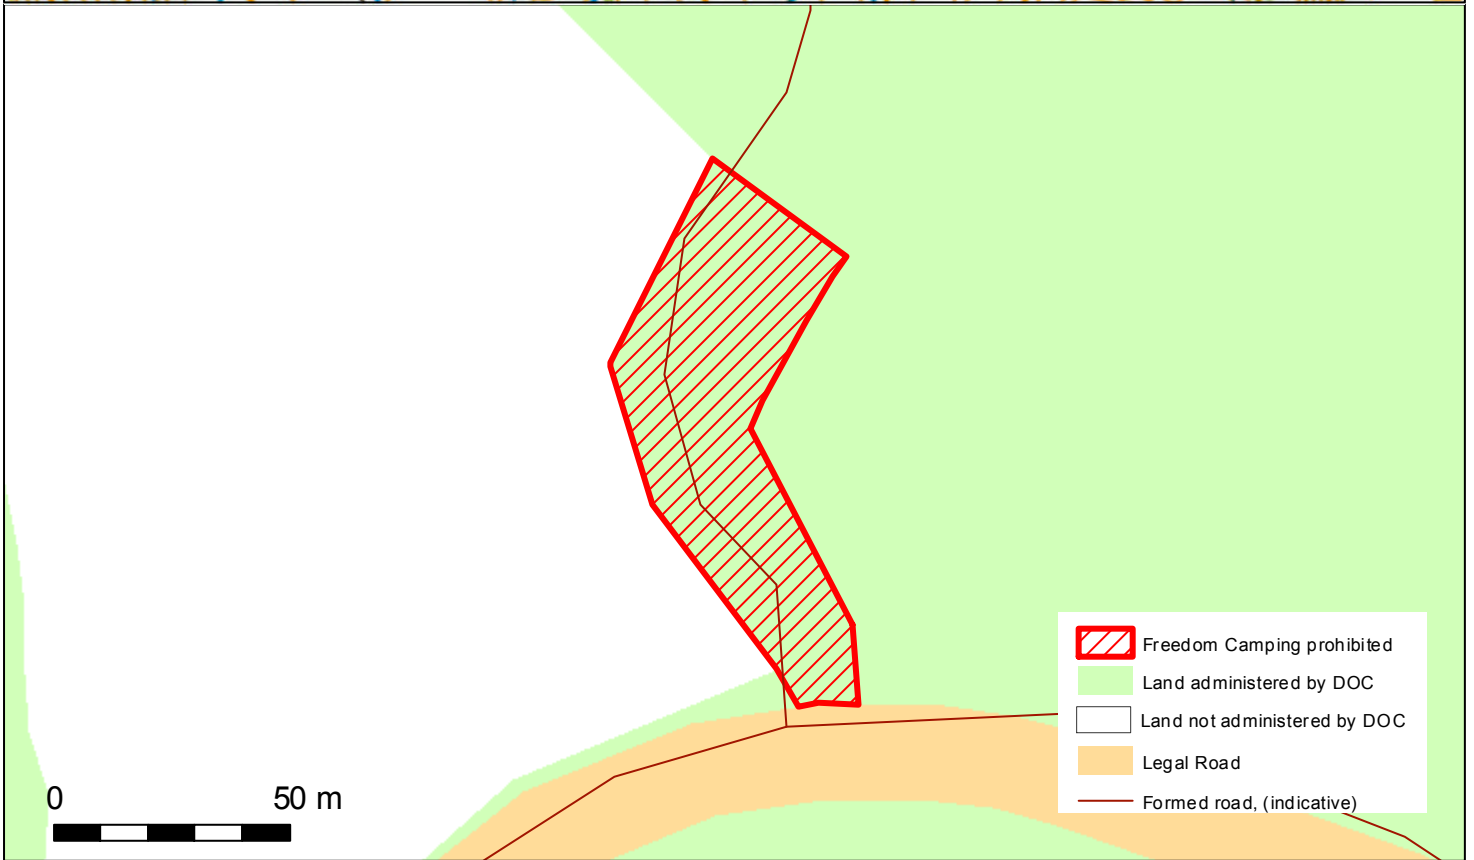 Freedom Camping prohibited
Land administered by DOC
Land not administered by DOC
Legal Road
Formed road, (indicative)
0 50 m